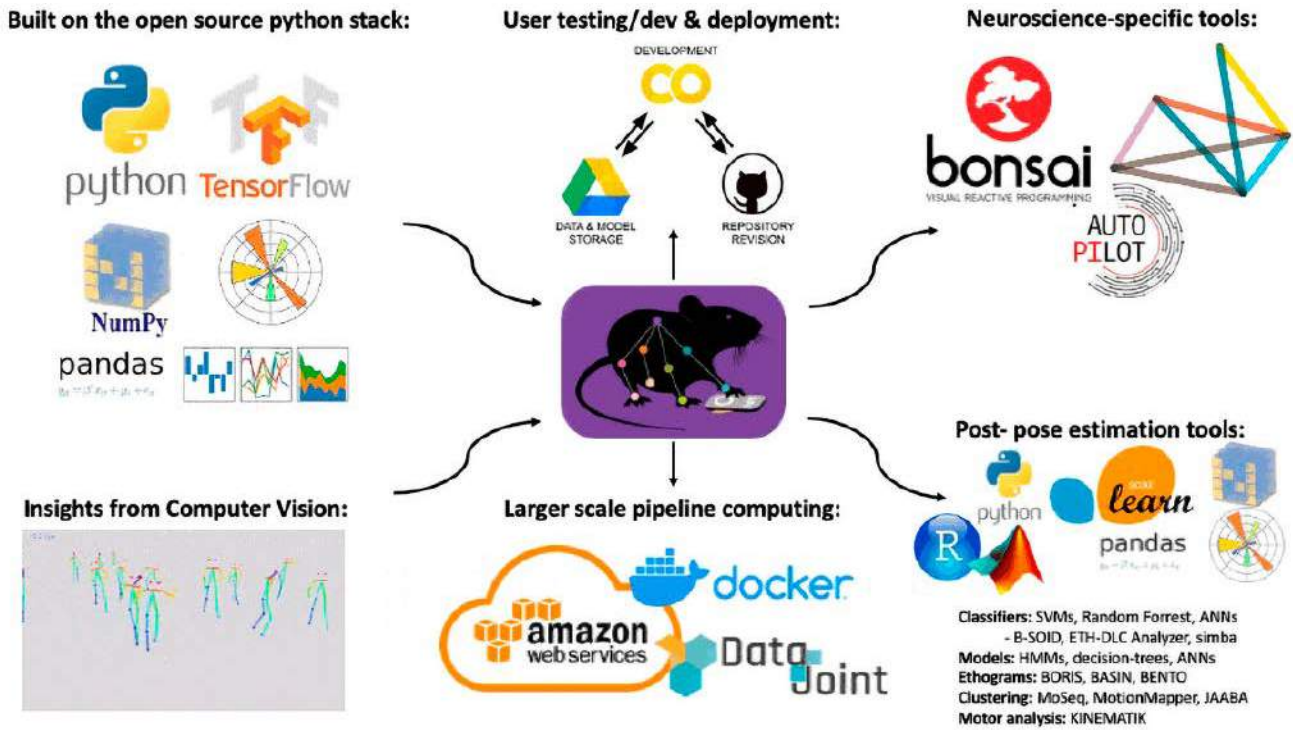 Built on the open source python stack:
python
TensorFlow
NumPy
pandas
User testing/dev & deployment:
DEVELOPMENT
CO
DATA & MODEL
STORAGE
REPOSITORY
REVISION
Neuroscience-specific tools:
bonsai
VISUAL REACTIVE PROGRAMMING
AUTO
PILOT
Insights from Computer Vision:
Larger scale pipeline computing:
amazon
web services
docker
Data
Joint
Post- pose estimation tools:
python
learn
pandas
R
Classifiers: SVMs, Random Forrest, ANNs
- B-SOID, ETH-DLC Analyzer, simba
Models: HMMs, decision-trees, ANNs
Ethograms: BORIS, BASIN, BENTO
Clustering: MoSeq, MotionMapper, JAABA
Motor analysis: KINEMATIK